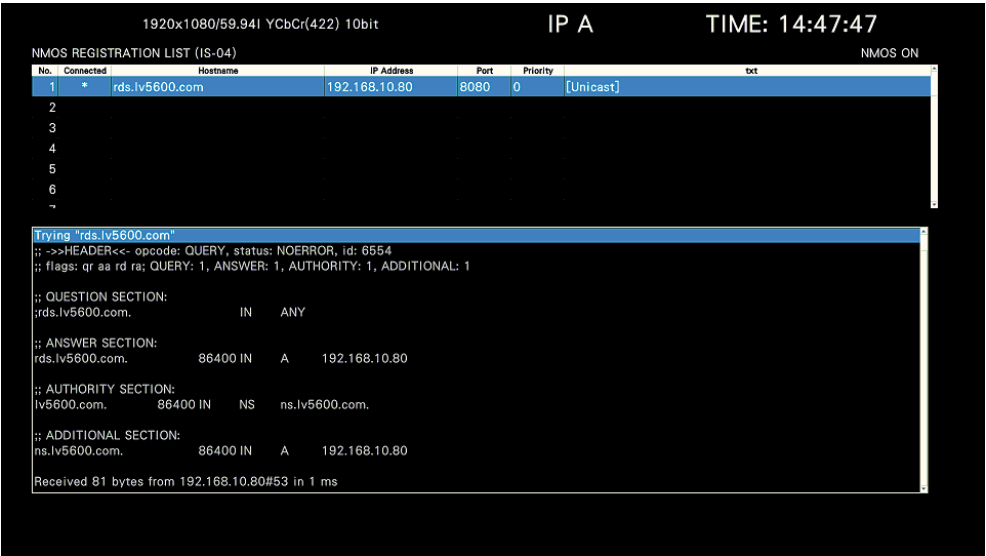 1920x1080/59.94I YCbCr(422) 10bit IP A TIME: 14:47:47
NMOS REGISTRATION LIST (IS-04) NMOS ON
No. Connected Hostname IP Address Port Priority txt
1 * rds.lv5600.com 192.168.10.80 8080 0 [Unicast]
2
3
4
5
6
Trying "rds.lv5600.com"
;; ->>HEADER<<- opcode: QUERY, status: NOERROR, id: 6554
;; flags: qr aa rd ra; QUERY: 1, ANSWER: 1, AUTHORITY: 1, ADDITIONAL: 1
;; QUESTION SECTION:
;rds.lv5600.com. IN ANY
;; ANSWER SECTION:
rds.lv5600.com. 86400 IN A 192.168.10.80
;; AUTHORITY SECTION:
lv5600.com. 86400 IN NS ns.lv5600.com.
;; ADDITIONAL SECTION:
ns.lv5600.com. 86400 IN A 192.168.10.80
Received 81 bytes from 192.168.10.80#53 in 1 ms